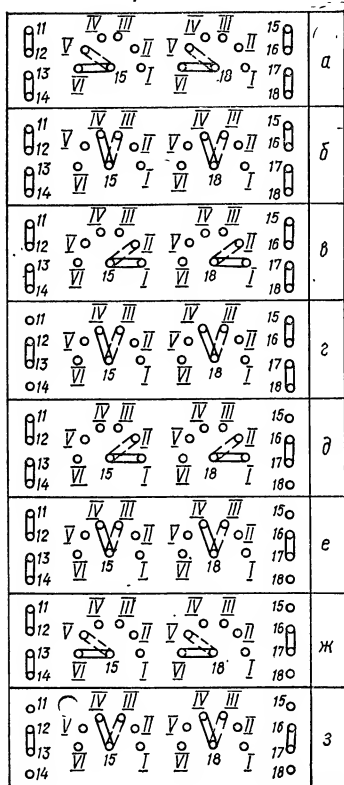 11 IV III 15
12 V II 16 а
13 VI 15 I VI 18 I 17
14 18
11 IV III IV III 15
12 V II V II 16 б
13 VI 15 I VI 18 I 17
14 18
11 IV III IV III 15
12 V II V II 16 в
13 VI 15 I VI 18 I 17
14 18
11 IV III IV III 15
12 V II V II 16 г
13 VI 15 I VI 18 I 17
14 18
11 IV III IV III 15
12 V II V II 16 д
13 VI 15 I VI 18 I 17
14 18
11 IV III IV III 15
12 V II V II 16 е
13 VI 15 I VI 18 I 17
14 18
11 IV III IV III 15
12 V II V II 16 ж
13 VI 15 I VI 18 I 17
14 18
11 IV III IV III 15
12 V II V II 16 з
13 VI 15 I VI 18 I 17
14 18